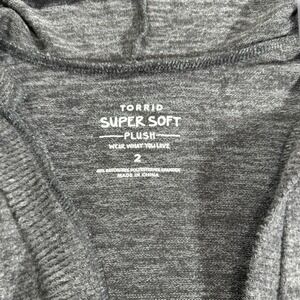 TORRID
SUPER SOFT
PLUSH
WEAR WHAT YOU LOVE
2
MADE IN CHINA